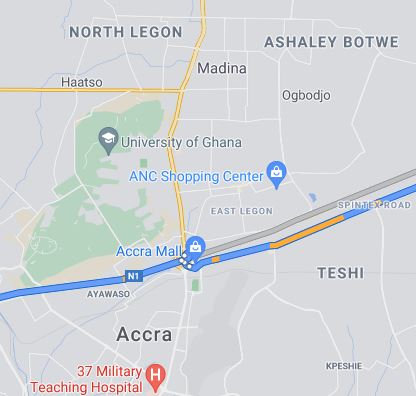 NORTH LEGON
ASHALEY BOTWE
Madina
Haatso
Ogbodjo
University of Ghana
ANC Shopping Center
SPINTEX ROAD
EAST LEGON
Accra Mall
N1
TESHI
AYAWASO
Accra
KPESHIE
37 Military
Teaching Hospital
H